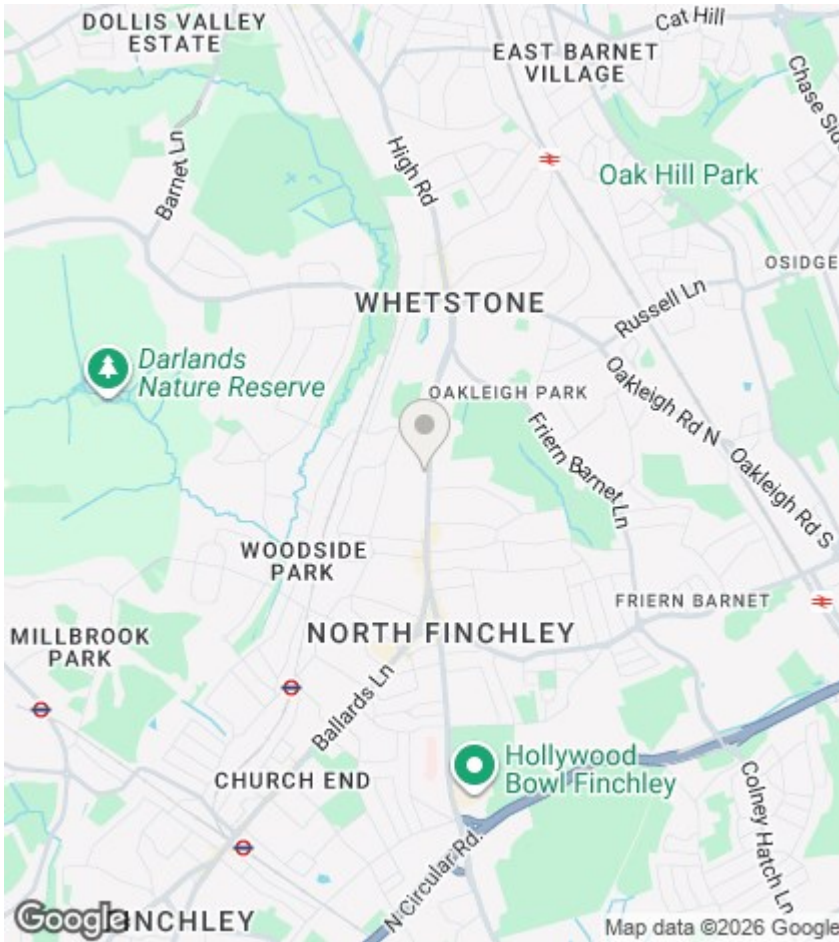 DOLLIS VALLEY
ESTATE
Cat Hill
EAST BARNET
VILLAGE
Chase Sid
High Rd
Barnet Ln
Oak Hill Park
OSIDGE
WHETSTONE
Russell Ln
Darlands
Nature Reserve
OAKLEIGH PARK
Oakleigh Rd N
Friern Barnet Ln
Oakleigh Rd S
WOODSIDE
PARK
FRIERN BARNET
MILLBROOK
PARK
NORTH FINCHLEY
Ballards Ln
Hollywood
Bowl Finchley
CHURCH END
Colney Hatch Ln
N Circular Rd.
Google
INCHLEY
Map data ©2026 Google